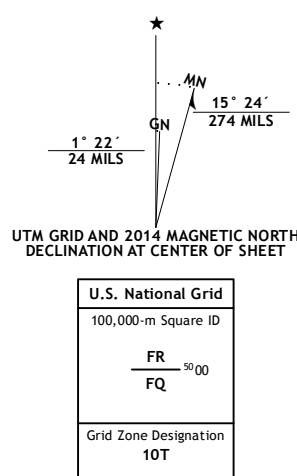 ★
MN
GN
15° 24´
274 MILS
1° 22´
24 MILS
UTM GRID AND 2014 MAGNETIC NORTH
DECLINATION AT CENTER OF SHEET
U.S. National Grid
100,000-m Square ID
FR
5000
FQ
Grid Zone Designation
10T